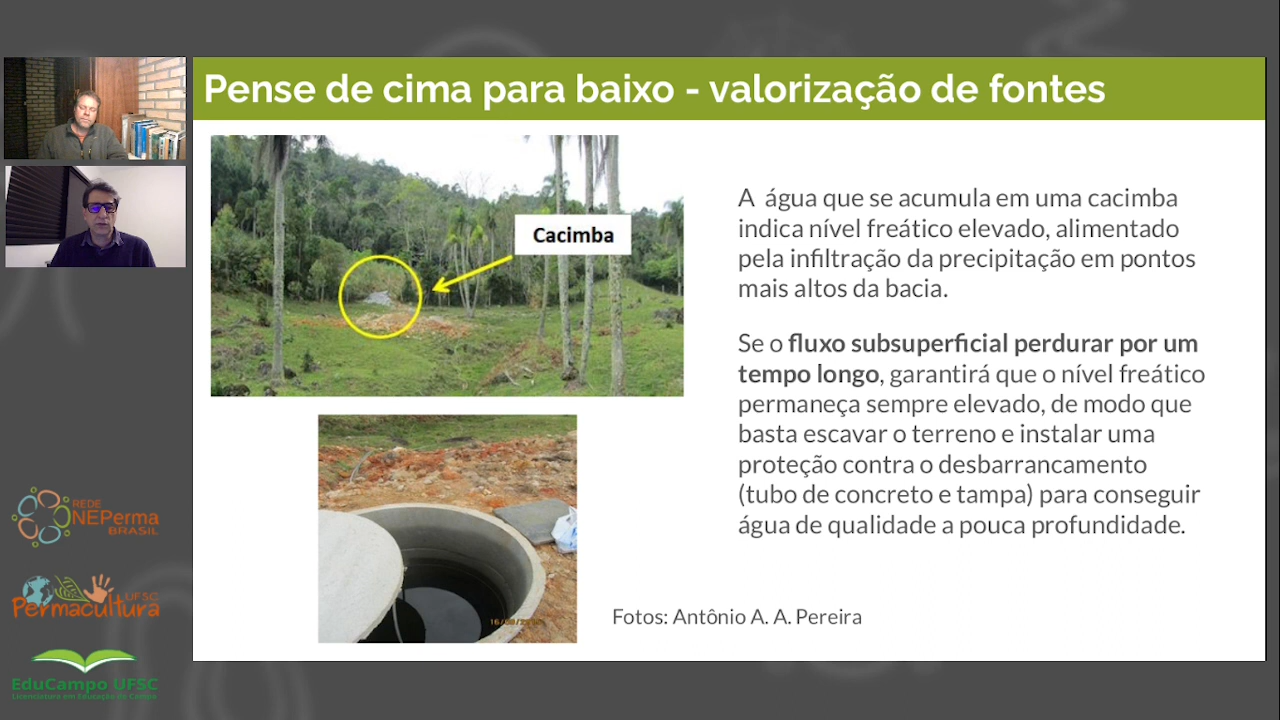 Pense de cima para baixo - valorização de fontes
Cacimba
A água que se acumula em uma cacimba
indica nível freático elevado, alimentado
pela infiltração da precipitação em pontos
mais altos da bacia.
Se o fluxo subsuperficial perdurar por um
tempo longo, garantirá que o nível freático
permaneça sempre elevado, de modo que
basta escavar o terreno e instalar uma
proteção contra o desbarrancamento
(tubo de concreto e tampa) para conseguir
água de qualidade a pouca profundidade.
Fotos: Antônio A. A. Pereira
REDE
NEPerma
BRASIL
UFSC
Permacultura
EduCampo UFSC
Licenciatura em Educação do Campo